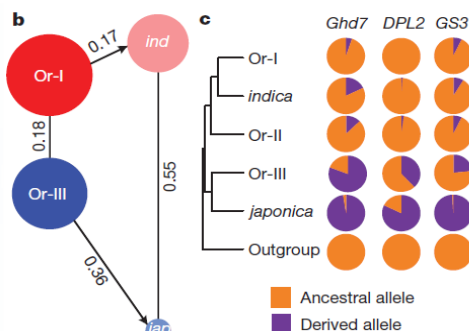 b
Or-I
0.17
ind
0.18
0.55
Or-III
0.36
jap
c
Ghd7 DPL2 GS3
Or-I
indica
Or-II
Or-III
japonica
Outgroup
Ancestral allele
Derived allele